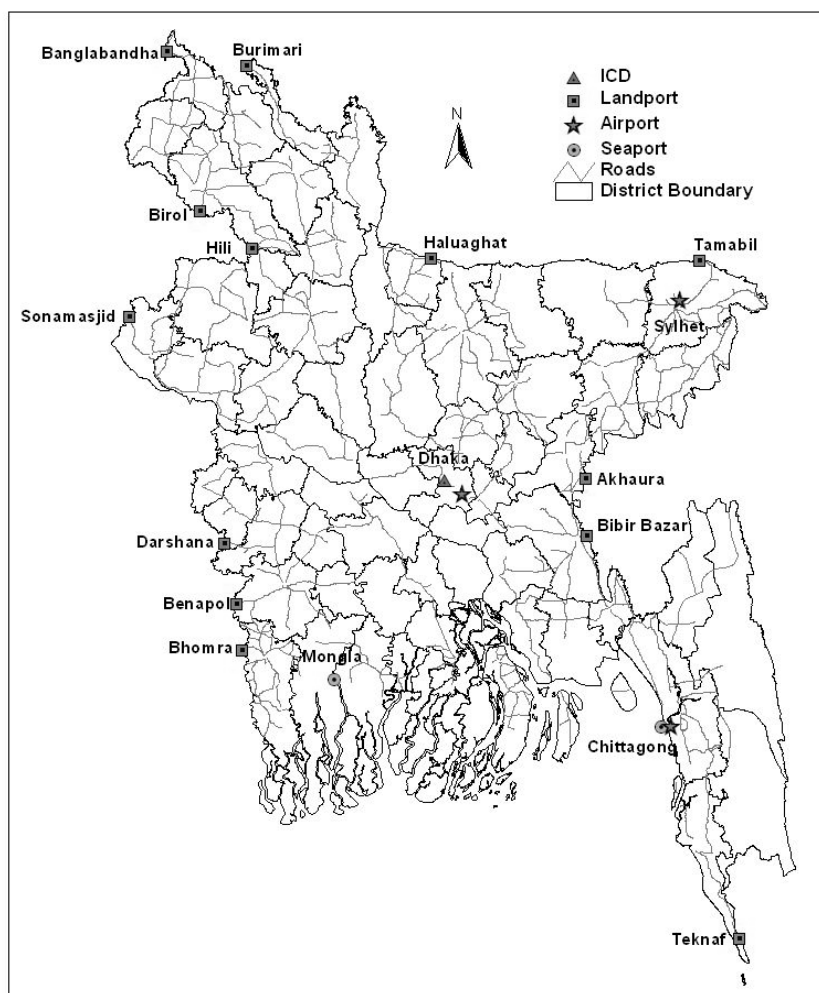 Banglabandha
Burimari
ICD
Landport
Airport
Seaport
Roads
District Boundary
N
Birol
Hili
Haluaghat
Tamabil
Sonamasjid
Sylhet
Dhaka
Akhaura
Bibir Bazar
Darshana
Benapol
Bhomra
Mongla
Chittagong
Teknaf